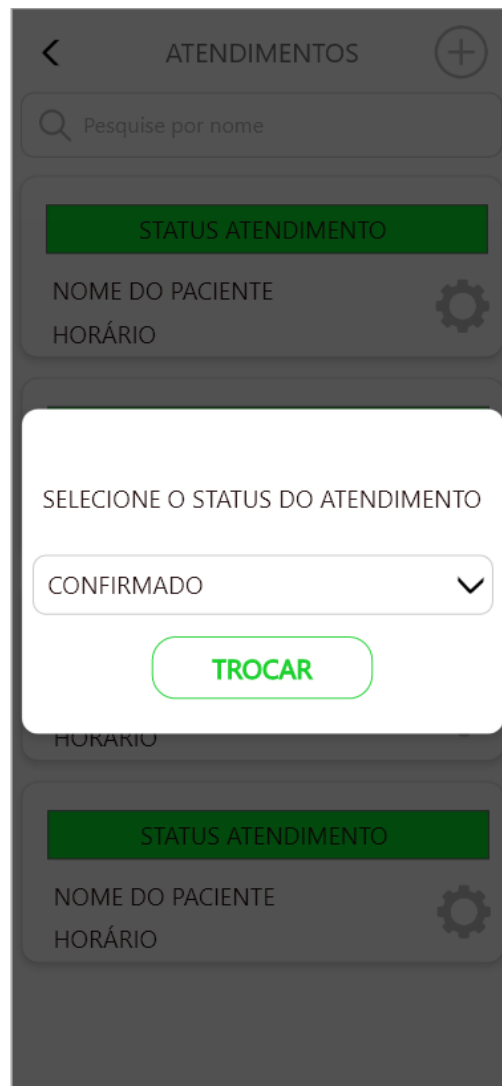 ATENDIMENTOS
Pesquise por nome
STATUS ATENDIMENTO
NOME DO PACIENTE
HORÁRIO
SELECIONE O STATUS DO ATENDIMENTO
CONFIRMADO
TROCAR
HORÁRIO
STATUS ATENDIMENTO
NOME DO PACIENTE
HORÁRIO